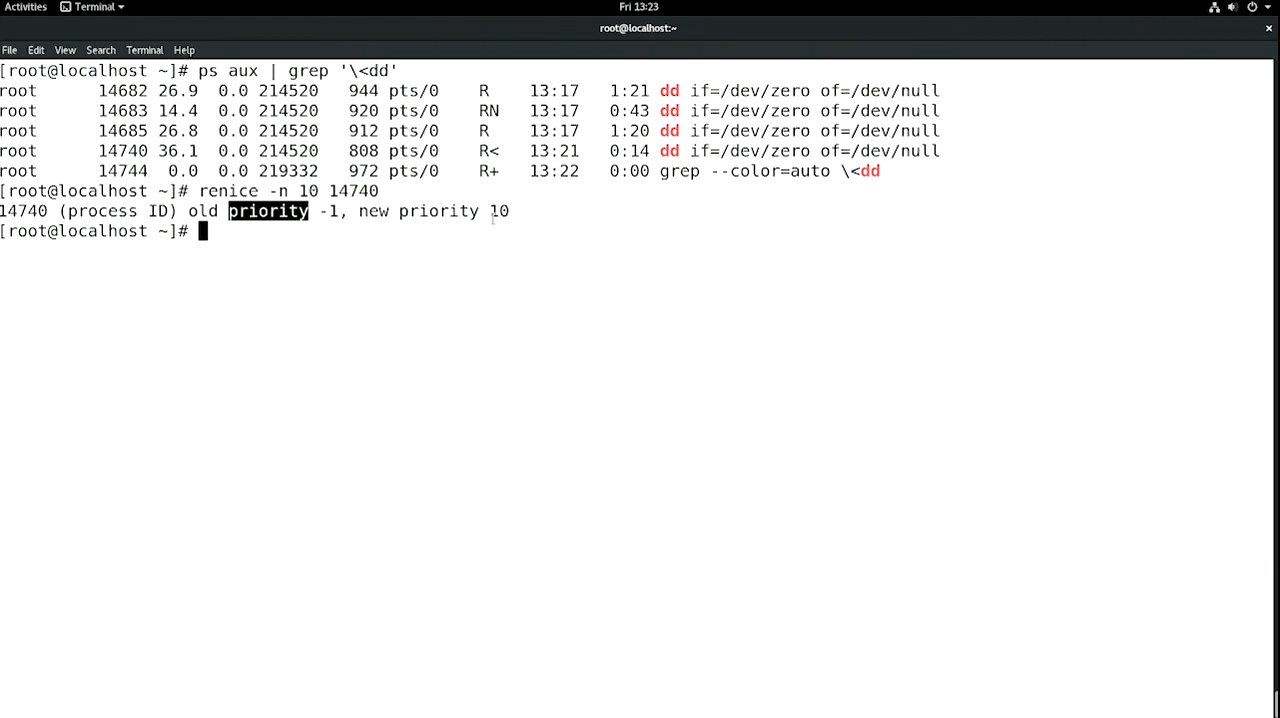 Activities Terminal Fri 13:23
root@localhost:~
File Edit View Search Terminal Help
[root@localhost ~]# ps aux | grep '\<dd'
root 14682 26.9 0.0 214520 944 pts/0 R 13:17 1:21 dd if=/dev/zero of=/dev/null
root 14683 14.4 0.0 214520 920 pts/0 RN 13:17 0:43 dd if=/dev/zero of=/dev/null
root 14685 26.8 0.0 214520 912 pts/0 R 13:17 1:20 dd if=/dev/zero of=/dev/null
root 14740 36.1 0.0 214520 808 pts/0 R< 13:21 0:14 dd if=/dev/zero of=/dev/null
root 14744 0.0 0.0 219332 972 pts/0 R+ 13:22 0:00 grep --color=auto \<dd
[root@localhost ~]# renice -n 10 14740
14740 (process ID) old priority -1, new priority 10
[root@localhost ~]#